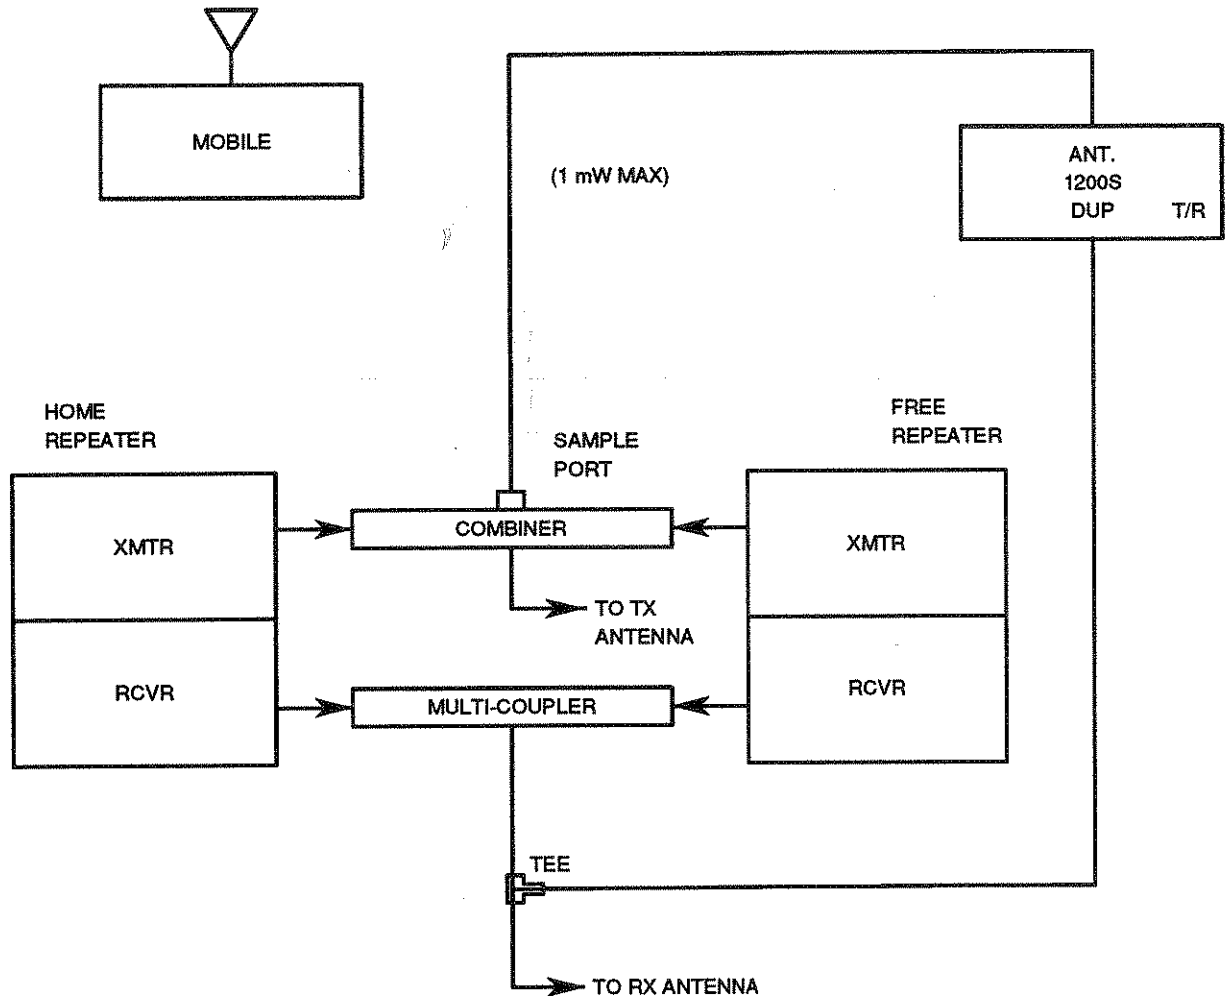 MOBILE
(1 mW MAX)
ANT.
1200S
DUP T/R
HOME
REPEATER
SAMPLE
PORT
FREE
REPEATER
XMTR
COMBINER
XMTR
TO TX
ANTENNA
RCVR
MULTI-COUPLER
RCVR
TEE
TO RX ANTENNA